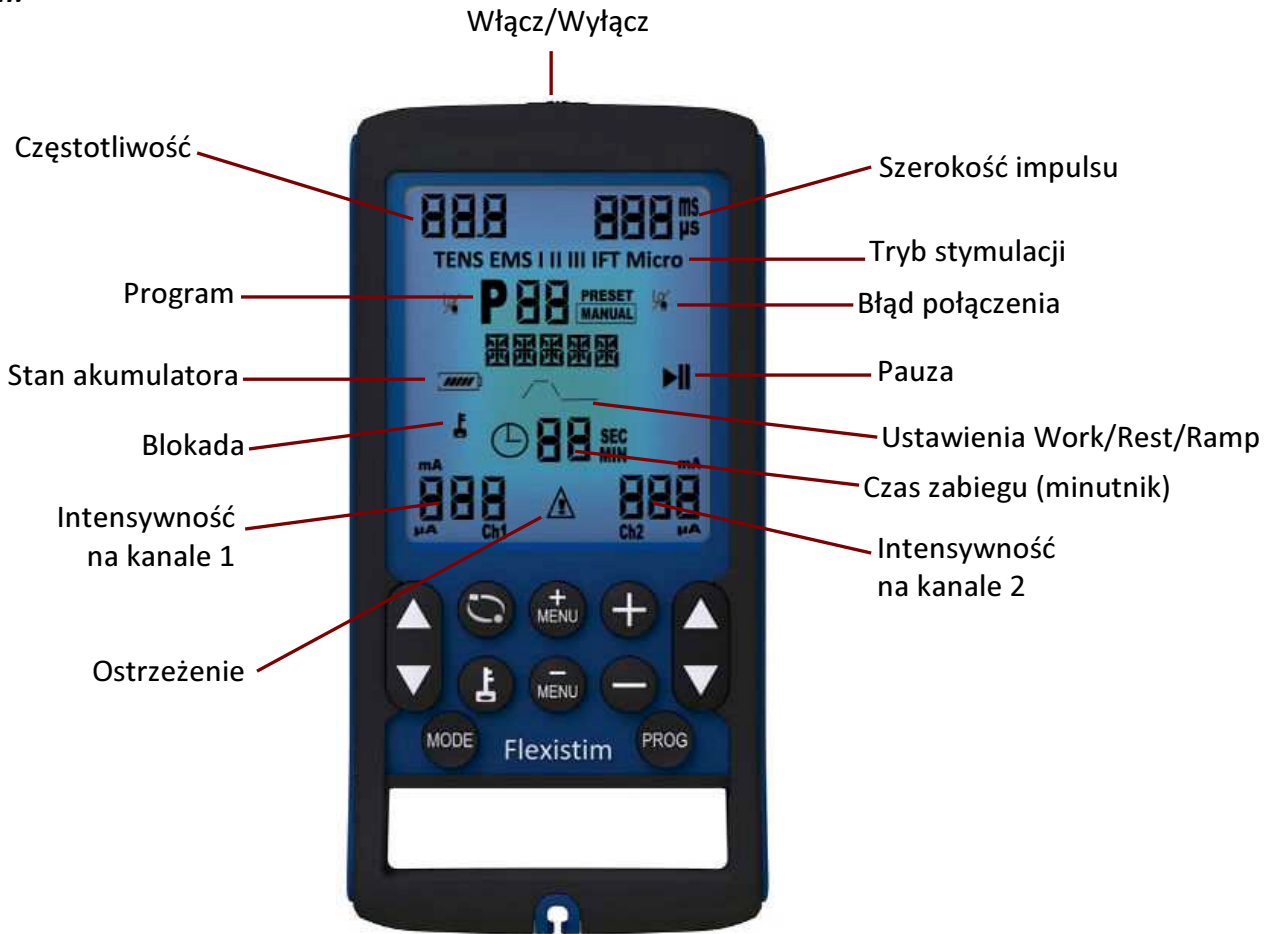 Włącz/Wyłącz
Częstotliwość
Szerokość impulsu
88.8
888 ms
µs
TENS EMS I II III IFT Micro
Tryb stymulacji
Program
P88 PRESET
MANUAL
Błąd połączenia
Stan akumulatora
Pauza
Blokada
Ustawienia Work/Rest/Ramp
88 SEC
MIN
Czas zabiegu (minutnik)
mA
mA
888
888
µA Ch1
Ch2 µA
Intensywność
na kanale 1
Intensywność
na kanale 2
+
MENU
Ostrzeżenie
−
MENU
MODE
Flexistim
PROG